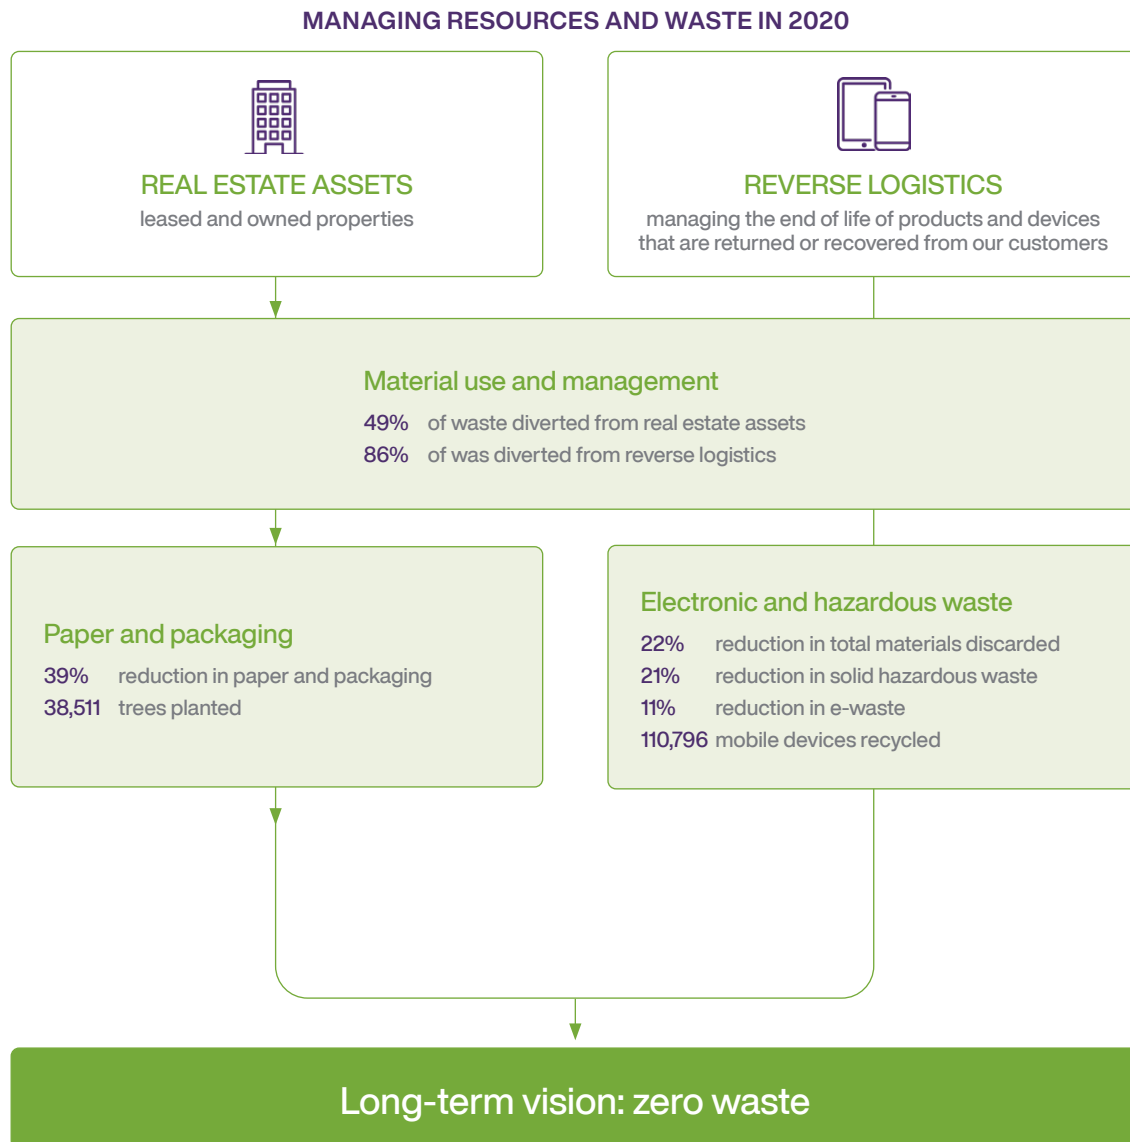 MANAGING RESOURCES AND WASTE IN 2020
REAL ESTATE ASSETS
leased and owned properties
REVERSE LOGISTICS
managing the end of life of products and devices
that are returned or recovered from our customers
Material use and management
49% of waste diverted from real estate assets
86% of was diverted from reverse logistics
Paper and packaging
39% reduction in paper and packaging
38,511 trees planted
Electronic and hazardous waste
22% reduction in total materials discarded
21% reduction in solid hazardous waste
11% reduction in e-waste
110,796 mobile devices recycled
Long-term vision: zero waste